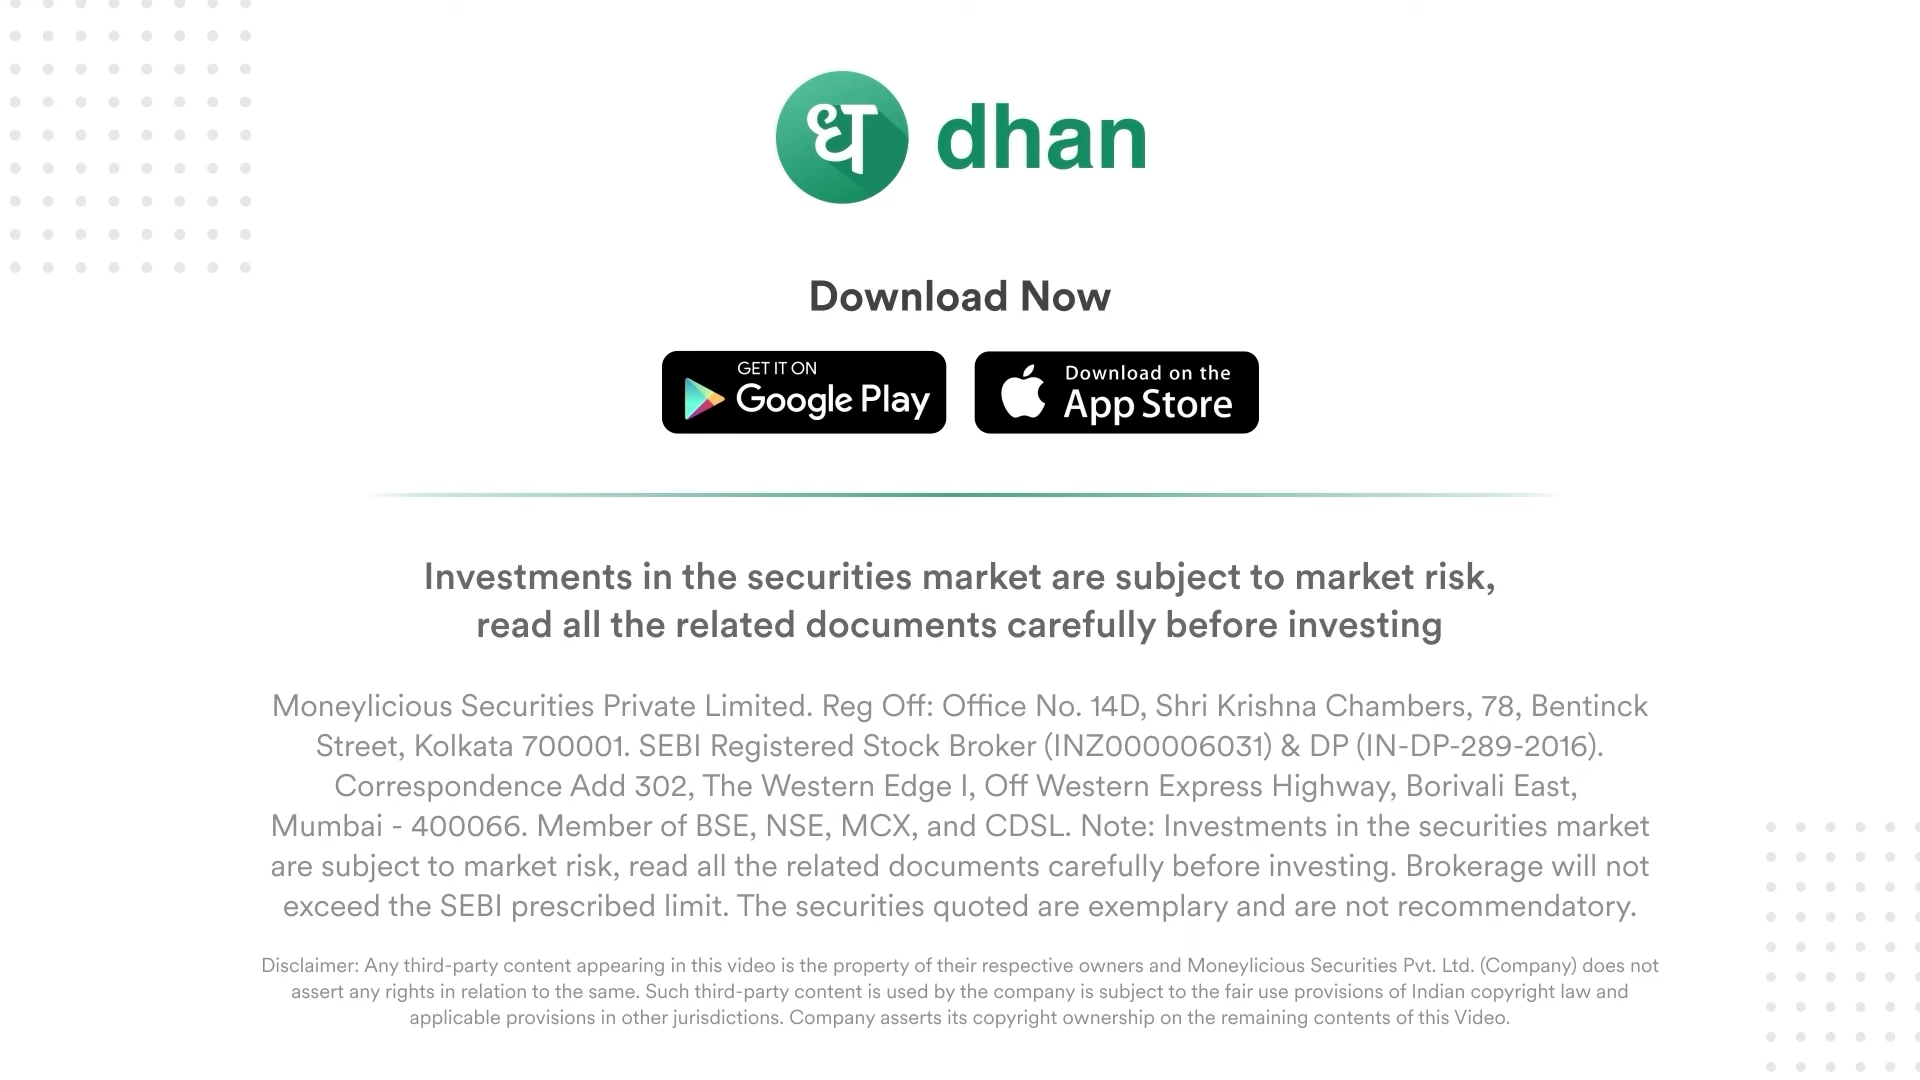 ध dhan
Download Now
GET IT ON
Google Play
Download on the
App Store
Investments in the securities market are subject to market risk,
read all the related documents carefully before investing
Moneylicious Securities Private Limited. Reg Off: Office No. 14D, Shri Krishna Chambers, 78, Bentinck
Street, Kolkata 700001. SEBI Registered Stock Broker (INZ000006031) & DP (IN-DP-289-2016).
Correspondence Add 302, The Western Edge I, Off Western Express Highway, Borivali East,
Mumbai - 400066. Member of BSE, NSE, MCX, and CDSL. Note: Investments in the securities market
are subject to market risk, read all the related documents carefully before investing. Brokerage will not
exceed the SEBI prescribed limit. The securities quoted are exemplary and are not recommendatory.
Disclaimer: Any third-party content appearing in this video is the property of their respective owners and Moneylicious Securities Pvt. Ltd. (Company) does not
assert any rights in relation to the same. Such third-party content is used by the company is subject to the fair use provisions of Indian copyright law and
applicable provisions in other jurisdictions. Company asserts its copyright ownership on the remaining contents of this Video.